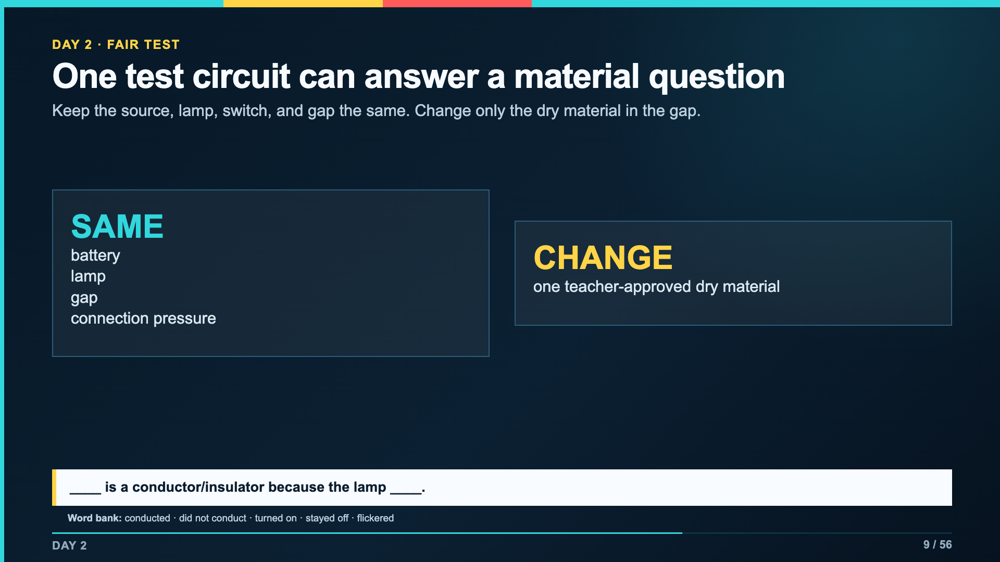 DAY 2 · FAIR TEST
One test circuit can answer a material question
Keep the source, lamp, switch, and gap the same. Change only the dry material in the gap.
SAME
battery
lamp
gap
connection pressure
CHANGE
one teacher-approved dry material
____ is a conductor/insulator because the lamp ____.
Word bank: conducted · did not conduct · turned on · stayed off · flickered
DAY 2
9 / 56